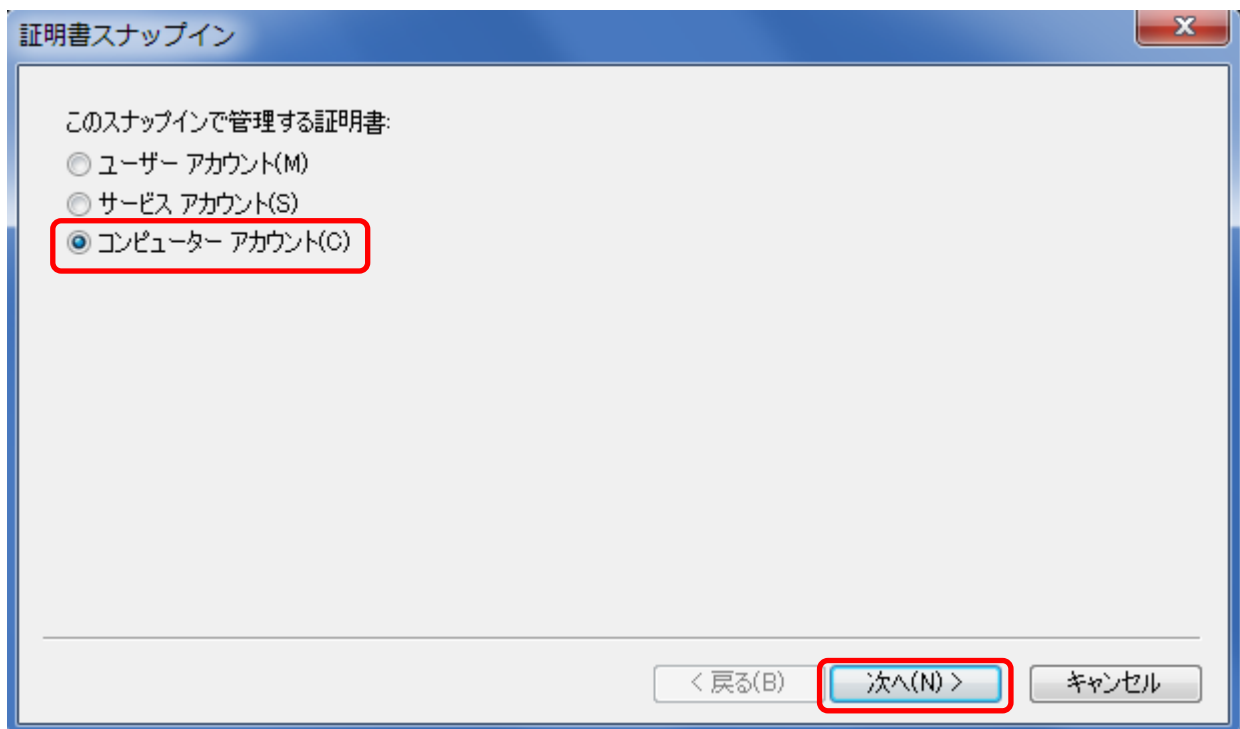 証明書スナップイン
このスナップインで管理する証明書:
ユーザー アカウント(M)
サービス アカウント(S)
コンピューター アカウント(C)
< 戻る(B) 次へ(N) > キャンセル